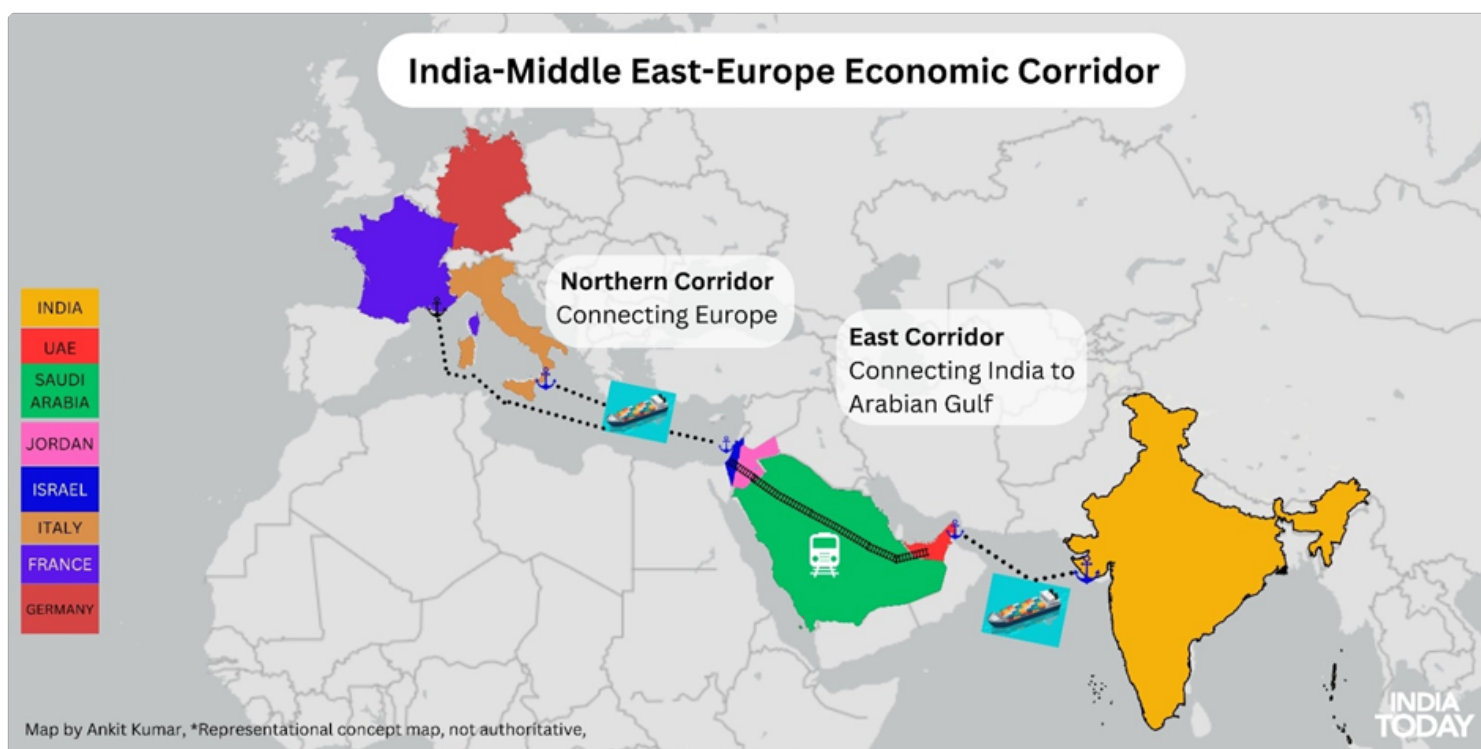 India-Middle East-Europe Economic Corridor
Northern Corridor
Connecting Europe
East Corridor
Connecting India to
Arabian Gulf
INDIA
UAE
SAUDI
ARABIA
JORDAN
ISRAEL
ITALY
FRANCE
GERMANY
Map by Ankit Kumar, *Representational concept map, not authoritative,
INDIA
TODAY